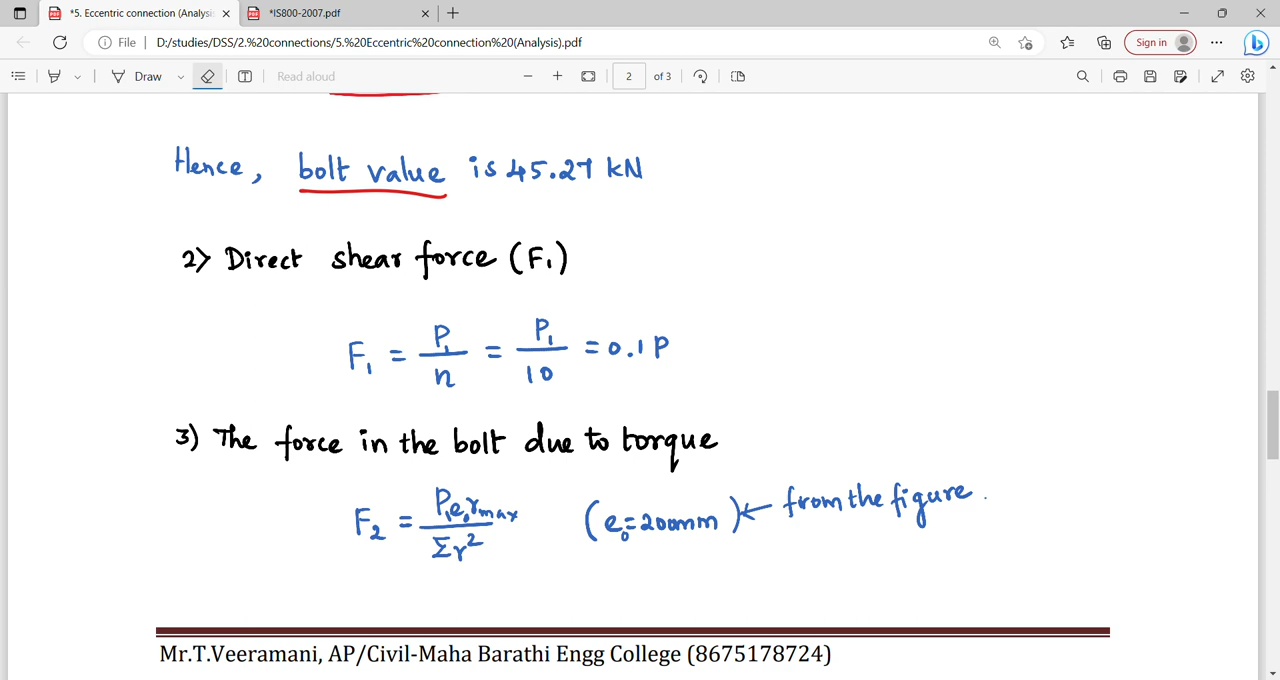 *5. Eccentric connection (Analysis
*IS800-2007.pdf
File
D:/studies/DSS/2.%20connections/5.%20Eccentric%20connection%20(Analysis).pdf
Sign in
Draw
Read aloud
2 of 3
Hence, bolt value is 45.27 kN
2) Direct shear force (F₁)
F₁ = P₁/n = P₁/10 = 0.1 P
3) The force in the bolt due to torque
F₂ = P₁e₀rmax/Σr² (e₀=200mm) ← from the figure.
Mr.T.Veeramani, AP/Civil-Maha Barathi Engg College (8675178724)